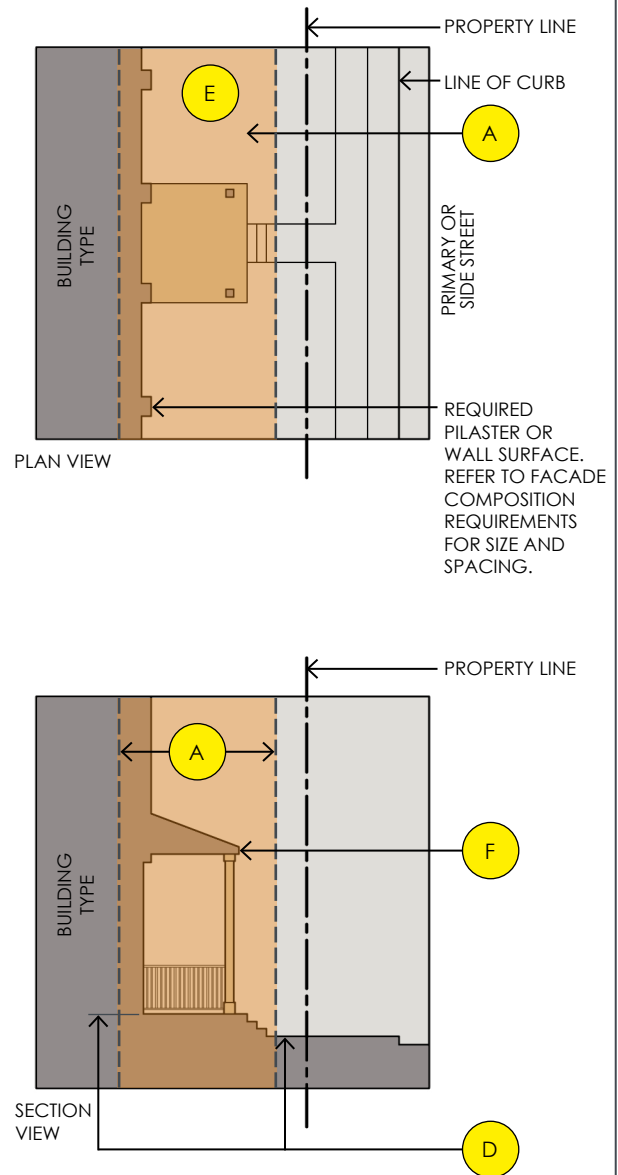 PROPERTY LINE
LINE OF CURB
E
A
BUILDING
TYPE
PRIMARY OR
SIDE STREET
REQUIRED
PILASTER OR
WALL SURFACE.
REFER TO FACADE
COMPOSITION
REQUIREMENTS
FOR SIZE AND
SPACING.
PLAN VIEW
PROPERTY LINE
A
F
BUILDING
TYPE
SECTION
VIEW
D